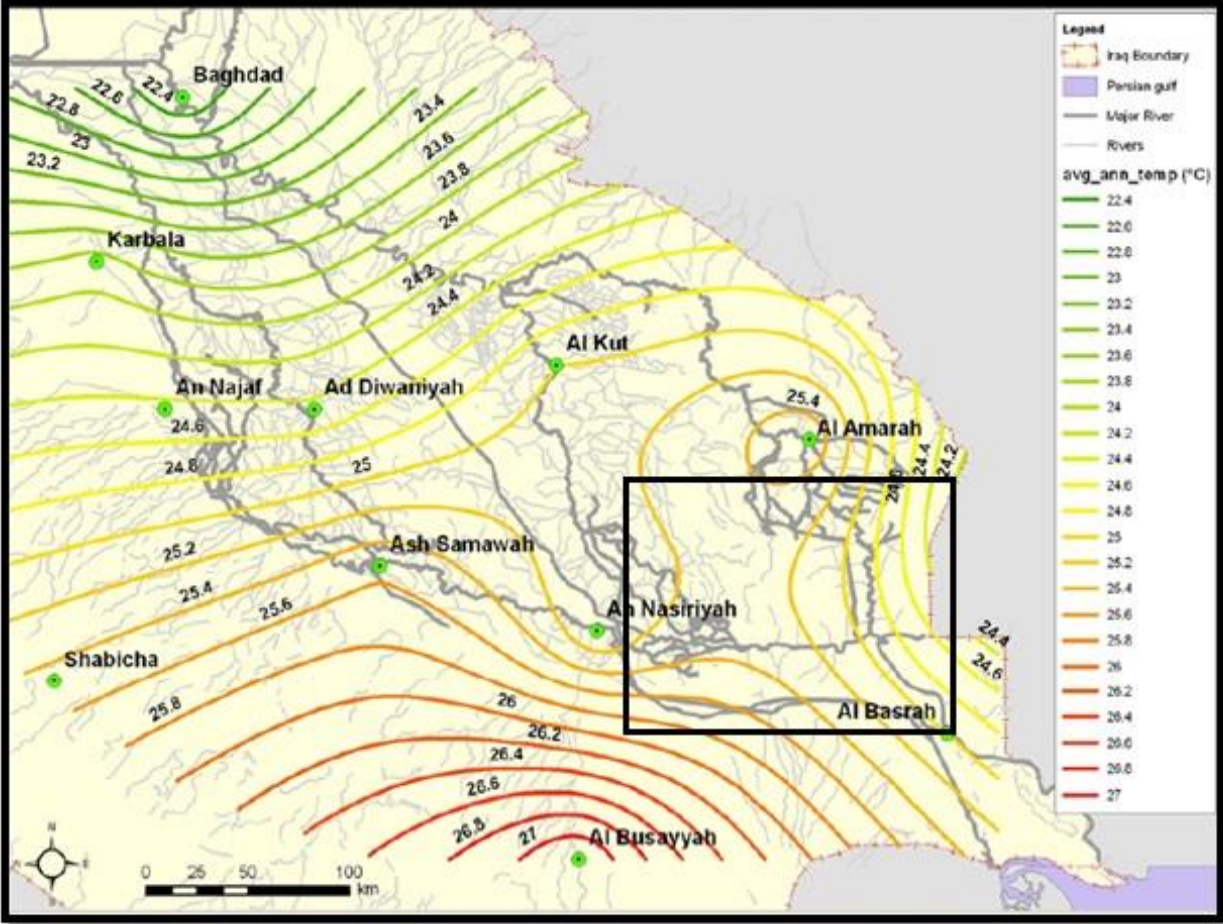 Baghdad
22.4
22.6
22.8
23
23.2
23.4
23.6
23.8
24
24.2
24.4
Karbala
Al Kut
An Najaf
Ad Diwaniyah
24.6
24.8
25
25.4
Al Amarah
24.6
24.4
24.2
25.2
25.4
25.6
Ash Samawah
An Nasiriyah
Shabicha
25.8
26
26.2
26.4
26.6
26.8
27
24.4
24.6
Al Basrah
Al Busayyah
N
E
0 25 50 100
km
Legend
Iraq Boundary
Persian gulf
Major River
Rivers
avg_ann_temp (°C)
22.4
22.6
22.8
23
23.2
23.4
23.6
23.8
24
24.2
24.4
24.6
24.8
25
25.2
25.4
25.6
25.8
26
26.2
26.4
26.6
26.8
27